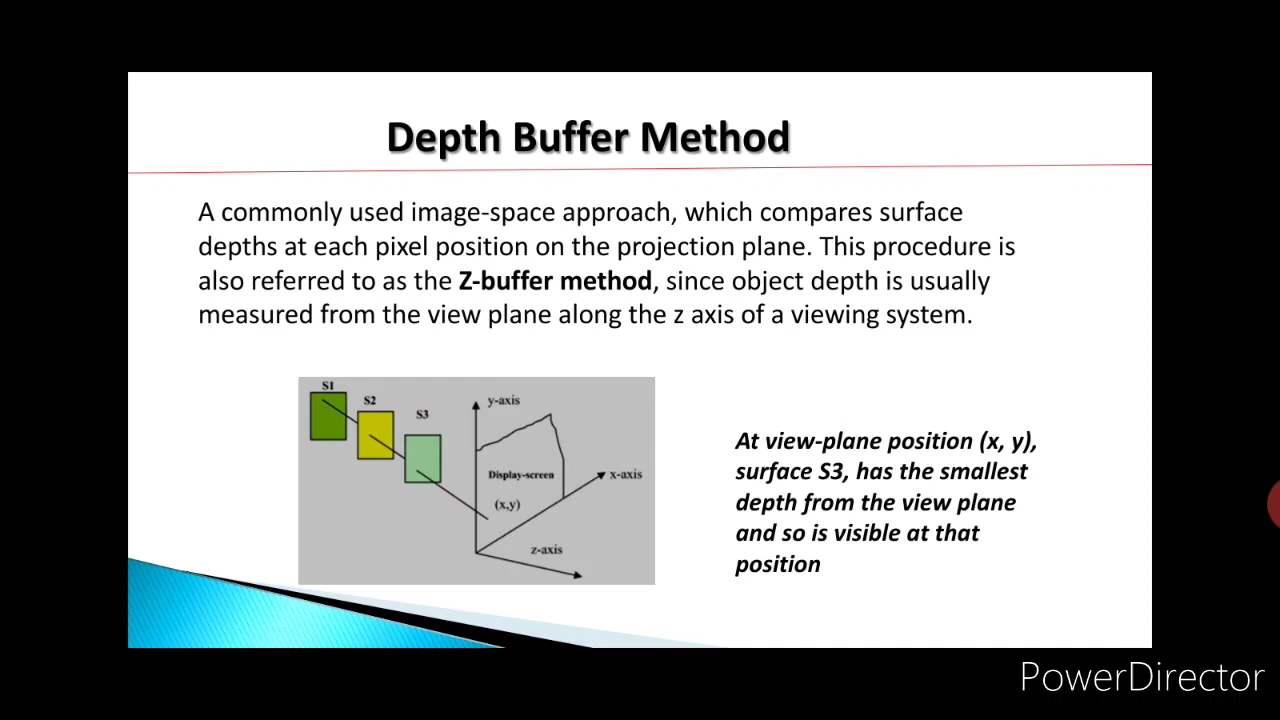 Depth Buffer Method
A commonly used image-space approach, which compares surface
depths at each pixel position on the projection plane. This procedure is
also referred to as the Z-buffer method, since object depth is usually
measured from the view plane along the z axis of a viewing system.
S1
S2
S3
y-axis
Display-screen
x-axis
(x,y)
z-axis
At view-plane position (x, y),
surface S3, has the smallest
depth from the view plane
and so is visible at that
position
PowerDirector